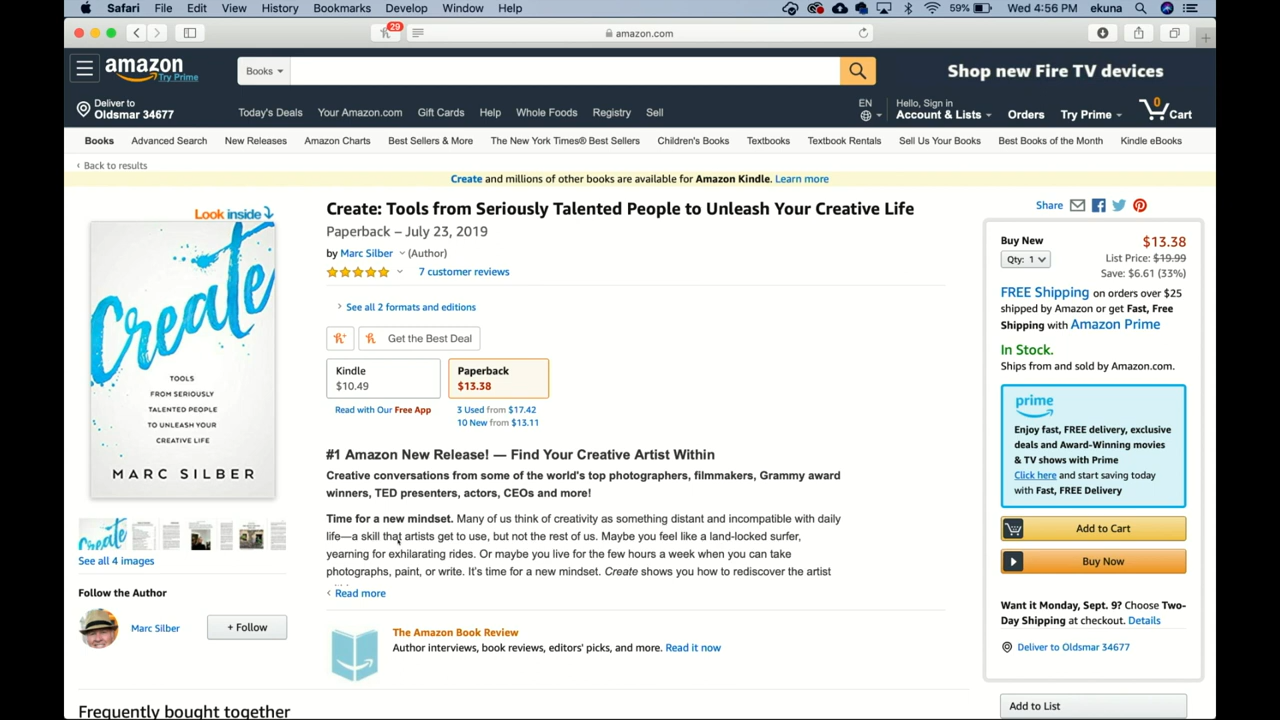 Safari File Edit View History Bookmarks Develop Window Help 59% Wed 4:56 PM ekuna
29 amazon.com
amazon Try Prime Books Shop new Fire TV devices
Deliver to
Oldsmar 34677
Today's Deals Your Amazon.com Gift Cards Help Whole Foods Registry Sell
EN Hello, Sign in
Account & Lists Orders Try Prime 0 Cart
Books Advanced Search New Releases Amazon Charts Best Sellers & More The New York Times® Best Sellers Children's Books Textbooks Textbook Rentals Sell Us Your Books Best Books of the Month Kindle eBooks
‹ Back to results
Create and millions of other books are available for Amazon Kindle. Learn more
Look inside
Create
TOOLS
FROM SERIOUSLY
TALENTED PEOPLE
TO UNLEASH YOUR
CREATIVE LIFE
MARC SILBER
See all 4 images
Follow the Author
Marc Silber + Follow
Create: Tools from Seriously Talented People to Unleash Your Creative Life
Paperback – July 23, 2019
by Marc Silber (Author)
7 customer reviews
› See all 2 formats and editions
Get the Best Deal
Kindle
$10.49
Paperback
$13.38
Read with Our Free App
3 Used from $17.42
10 New from $13.11
#1 Amazon New Release! — Find Your Creative Artist Within
Creative conversations from some of the world's top photographers, filmmakers, Grammy award
winners, TED presenters, actors, CEOs and more!
Time for a new mindset. Many of us think of creativity as something distant and incompatible with daily
life—a skill that artists get to use, but not the rest of us. Maybe you feel like a land-locked surfer,
yearning for exhilarating rides. Or maybe you live for the few hours a week when you can take
photographs, paint, or write. It's time for a new mindset. Create shows you how to rediscover the artist
‹ Read more
The Amazon Book Review
Author interviews, book reviews, editors' picks, and more. Read it now
Frequently bought together
Share
Buy New $13.38
Qty: 1 List Price: $19.99
Save: $6.61 (33%)
FREE Shipping on orders over $25
shipped by Amazon or get Fast, Free
Shipping with Amazon Prime
In Stock.
Ships from and sold by Amazon.com.
prime
Enjoy fast, FREE delivery, exclusive
deals and Award-Winning movies
& TV shows with Prime
Click here and start saving today
with Fast, FREE Delivery
Add to Cart
Buy Now
Want it Monday, Sept. 9? Choose Two-
Day Shipping at checkout. Details
Deliver to Oldsmar 34677
Add to List